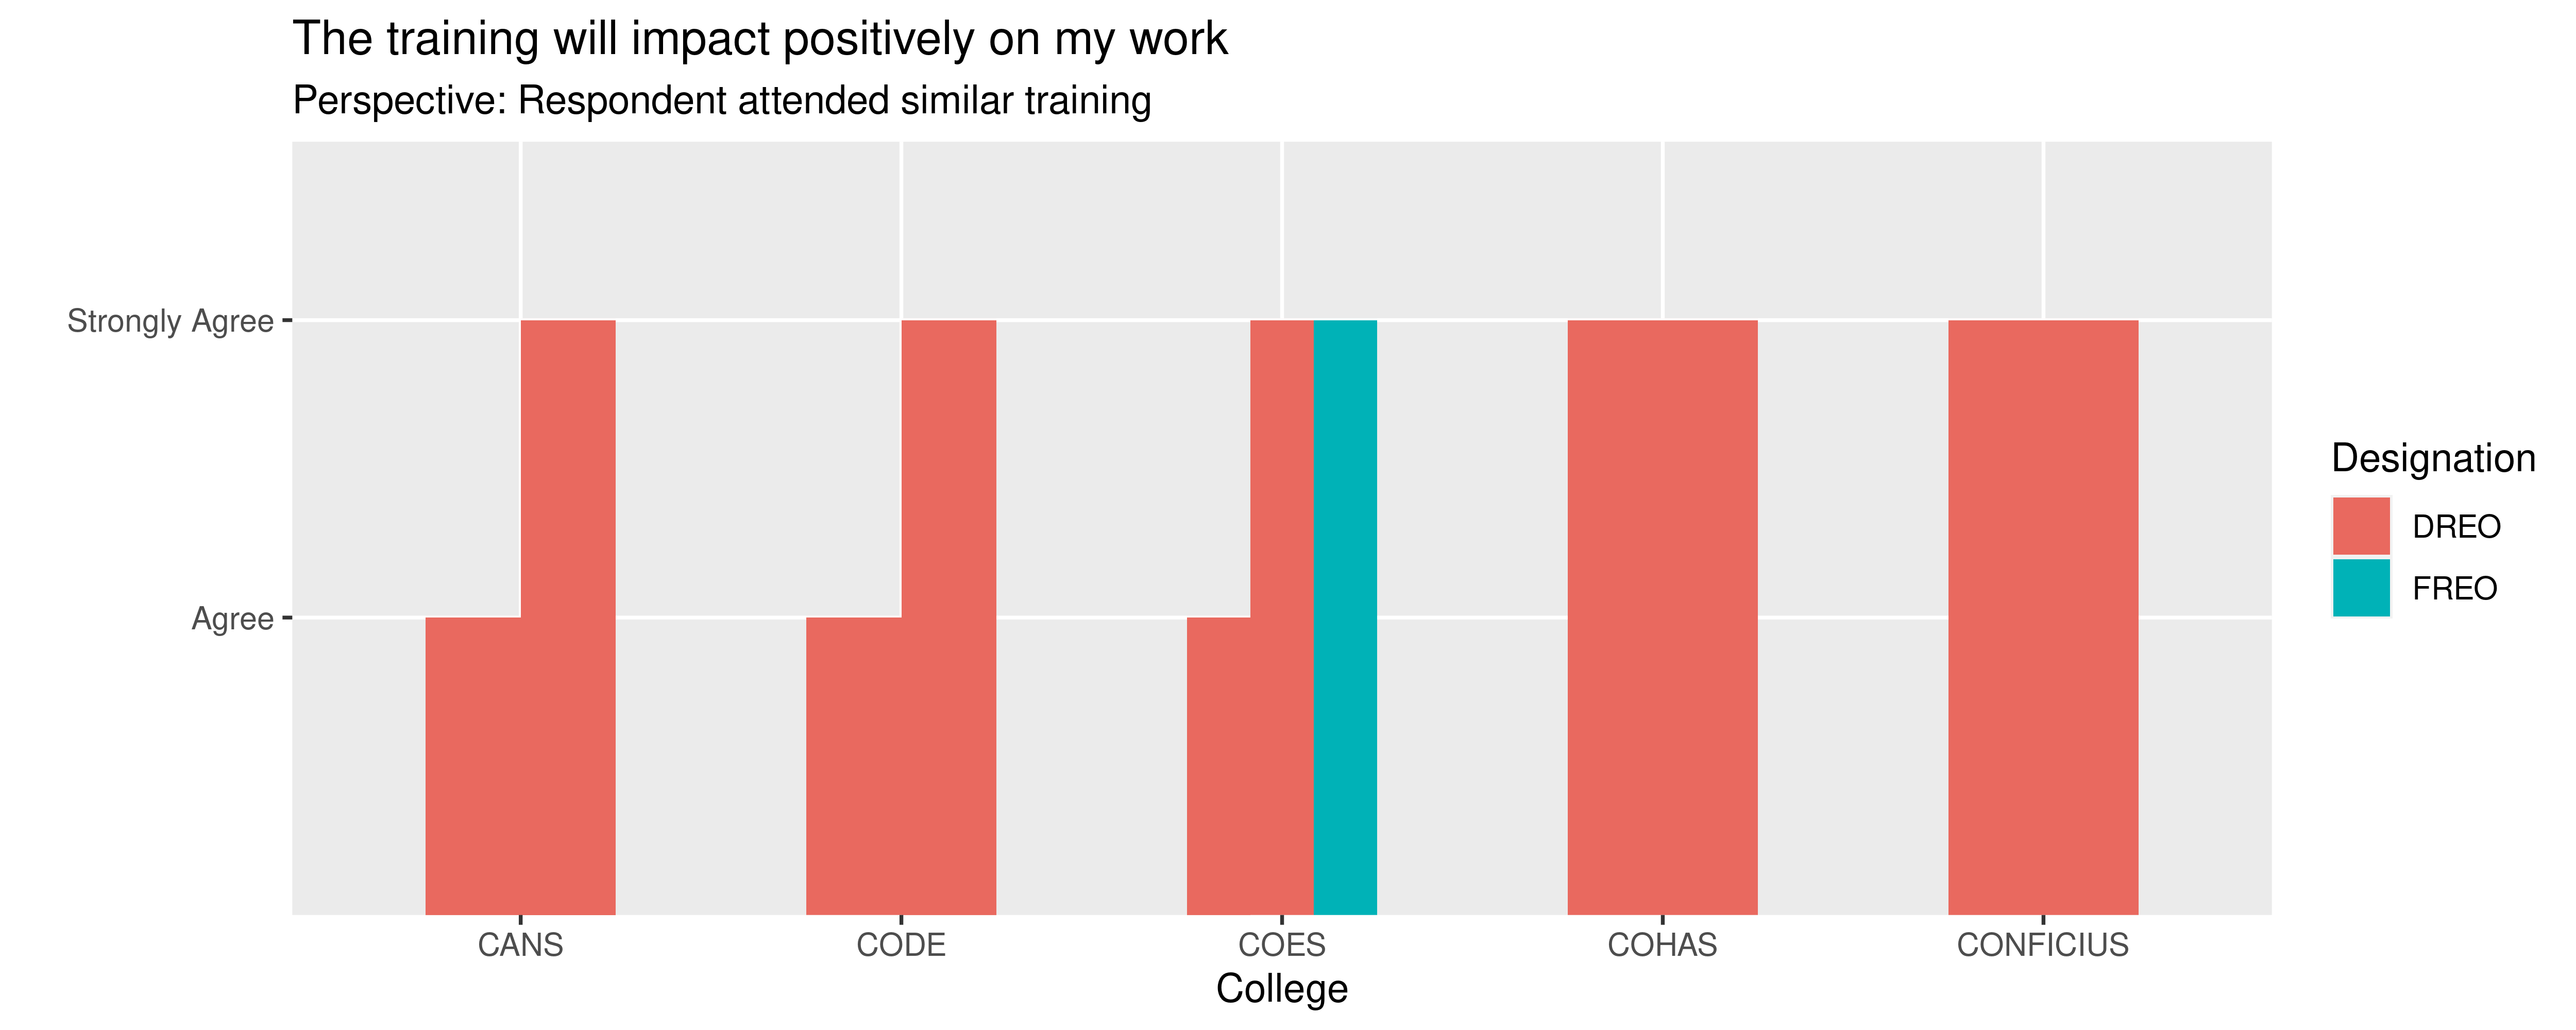 The training will impact positively on my work
Perspective: Respondent attended similar training
Strongly Agree
Agree
CANS
CODE
COES
COHAS
CONFICIUS
College
Designation
DREO
FREO